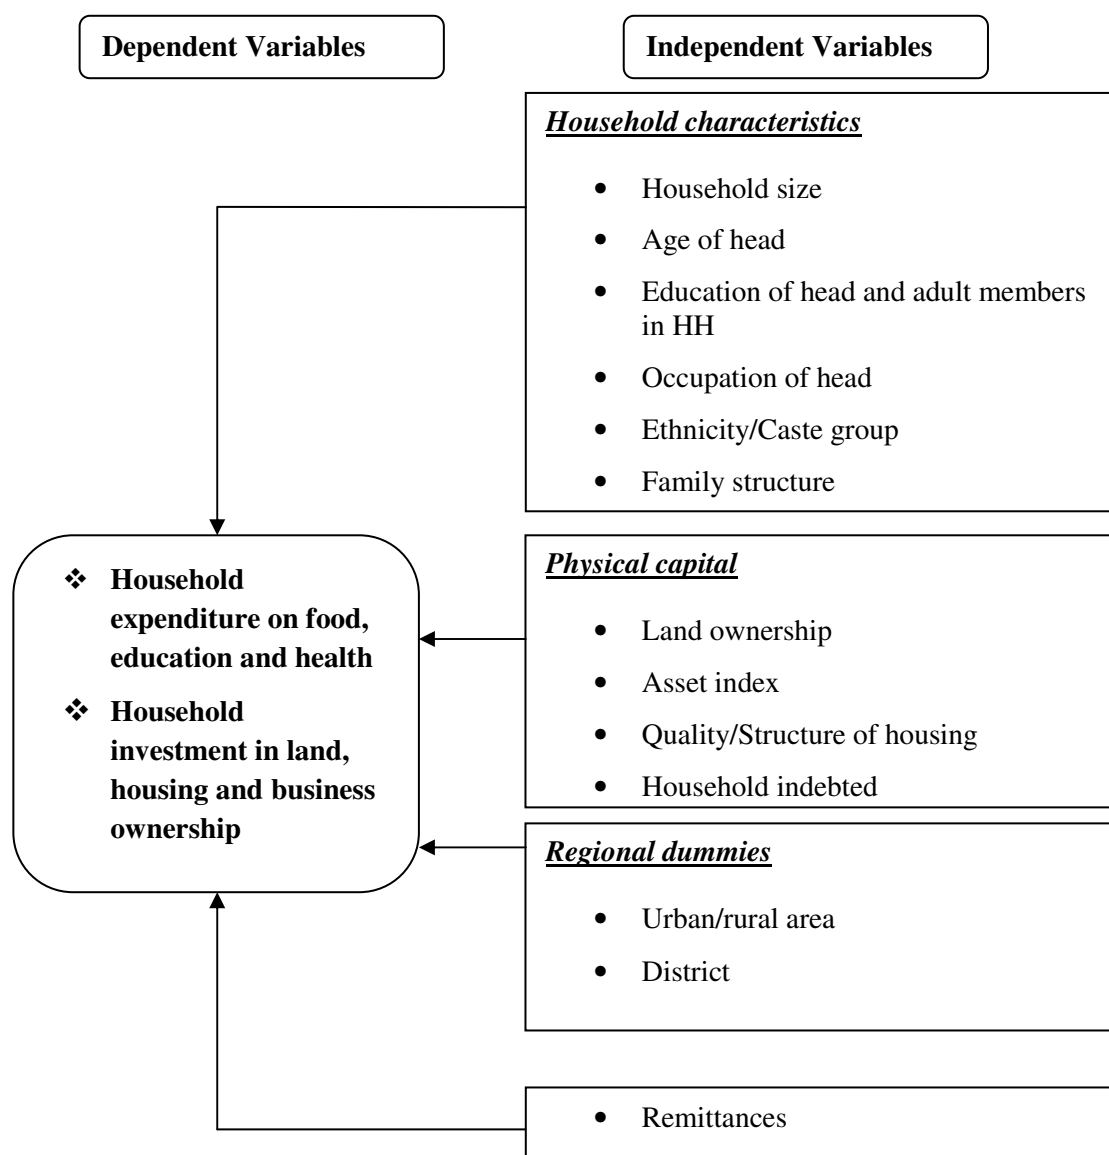 Dependent Variables
Independent Variables
Household characteristics
• Household size
• Age of head
• Education of head and adult members
in HH
• Occupation of head
• Ethnicity/Caste group
• Family structure
❖ Household
expenditure on food,
education and health
❖ Household
investment in land,
housing and business
ownership
Physical capital
• Land ownership
• Asset index
• Quality/Structure of housing
• Household indebted
Regional dummies
• Urban/rural area
• District
• Remittances